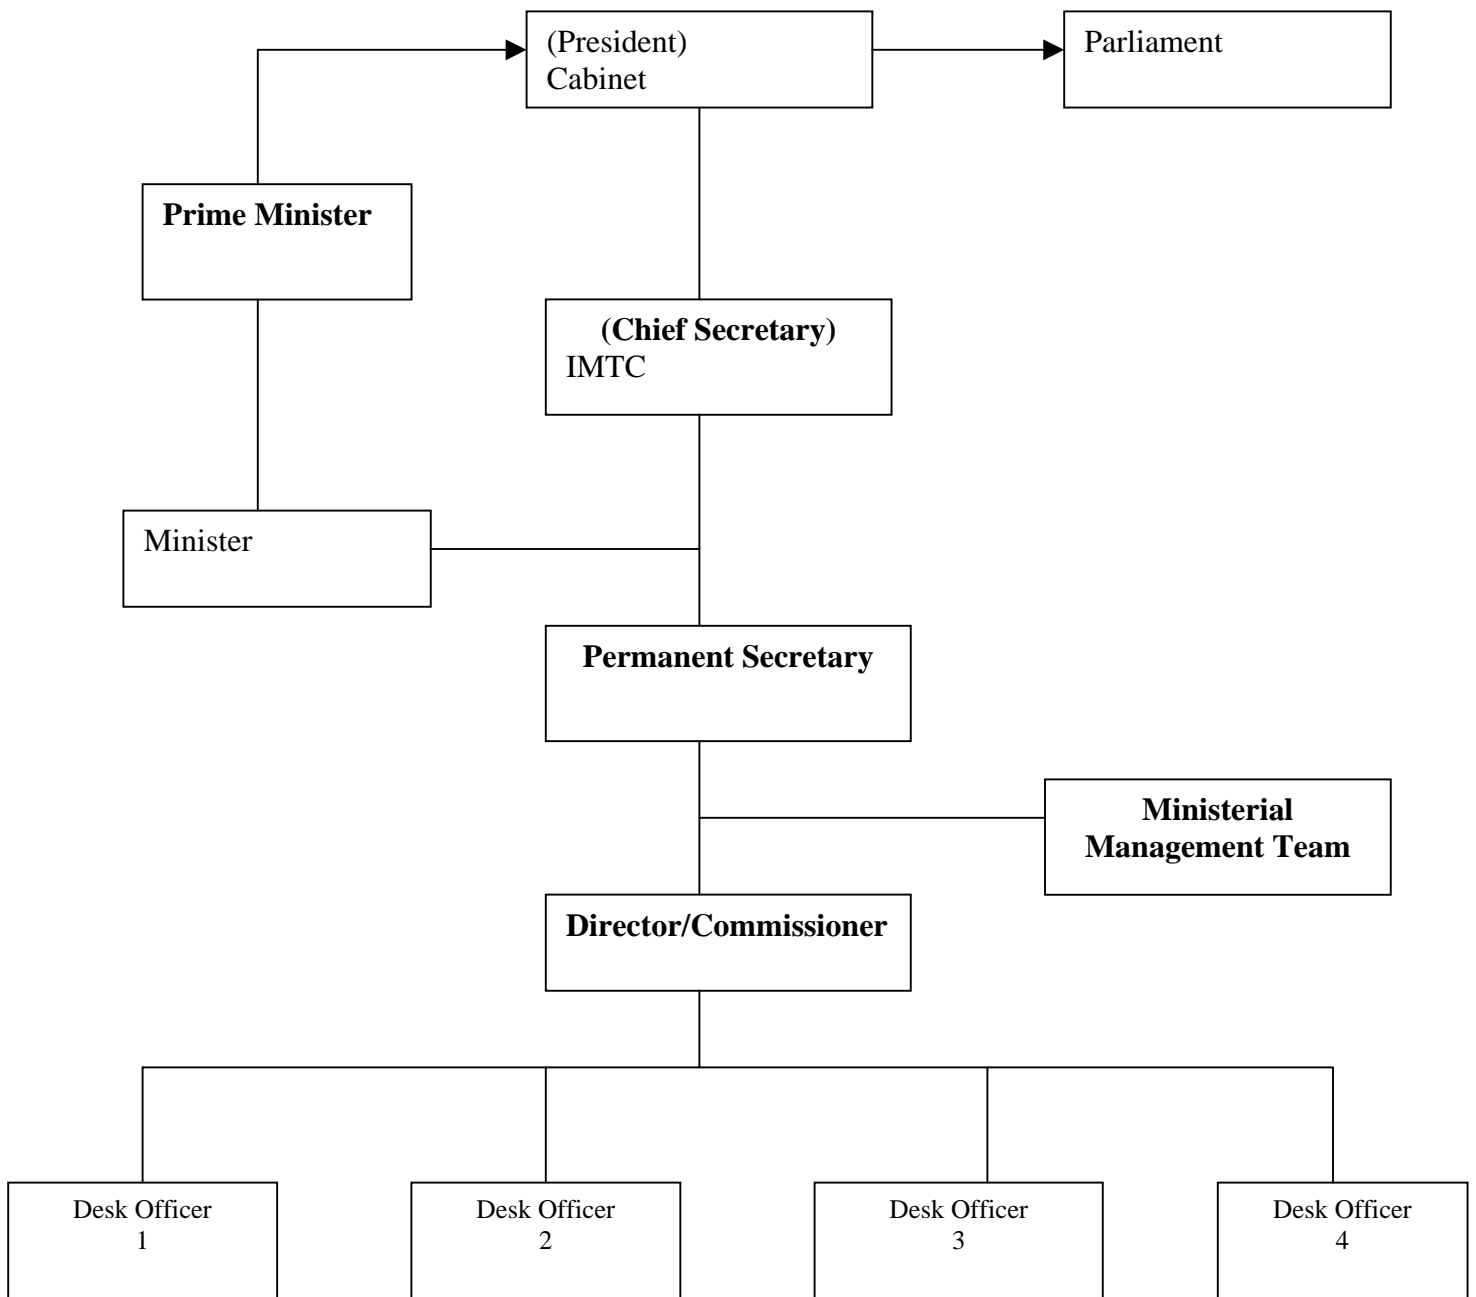 (President)
Cabinet
Parliament
Prime Minister
(Chief Secretary)
IMTC
Minister
Permanent Secretary
Ministerial
Management Team
Director/Commissioner
Desk Officer
1
Desk Officer
2
Desk Officer
3
Desk Officer
4